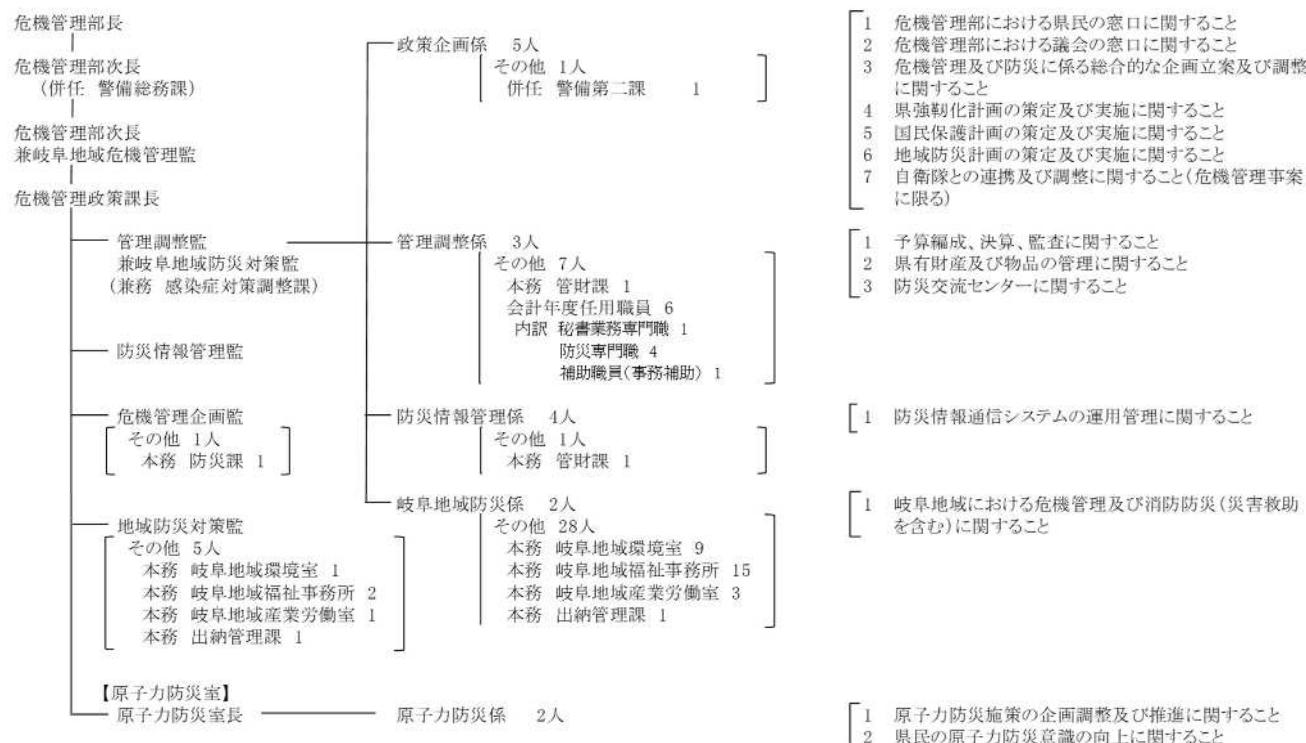 危機管理部長
危機管理部次長
(併任 警備総務課)
危機管理部次長
兼岐阜地域危機管理監
危機管理政策課長
管理調整監
兼岐阜地域防災対策監
(兼務 感染症対策調整課)
防災情報管理監
危機管理企画監
その他 1人
本務 防災課 1
地域防災対策監
その他 5人
本務 岐阜地域環境室 1
本務 岐阜地域福祉事務所 2
本務 岐阜地域産業労働室 1
本務 出納管理課 1
【原子力防災室】
原子力防災室長
政策企画係 5人
その他 1人
併任 警備第二課 1
管理調整係 3人
その他 7人
本務 管財課 1
会計年度任用職員 6
内訳 秘書業務専門職 1
防災専門職 4
補助職員(事務補助) 1
防災情報管理係 4人
その他 1人
本務 管財課 1
岐阜地域防災係 2人
その他 28人
本務 岐阜地域環境室 9
本務 岐阜地域福祉事務所 15
本務 岐阜地域産業労働室 3
本務 出納管理課 1
原子力防災係 2人
1 危機管理部における県民の窓口に関すること
2 危機管理部における議会の窓口に関すること
3 危機管理及び防災に係る総合的な企画立案及び調整
に関すること
4 県強靭化計画の策定及び実施に関すること
5 国民保護計画の策定及び実施に関すること
6 地域防災計画の策定及び実施に関すること
7 自衛隊との連携及び調整に関すること(危機管理事案
に限る)
1 予算編成、決算、監査に関すること
2 県有財産及び物品の管理に関すること
3 防災交流センターに関すること
1 防災情報通信システムの運用管理に関すること
1 岐阜地域における危機管理及び消防防災(災害救助
を含む)に関すること
1 原子力防災施策の企画調整及び推進に関すること
2 県民の原子力防災意識の向上に関すること